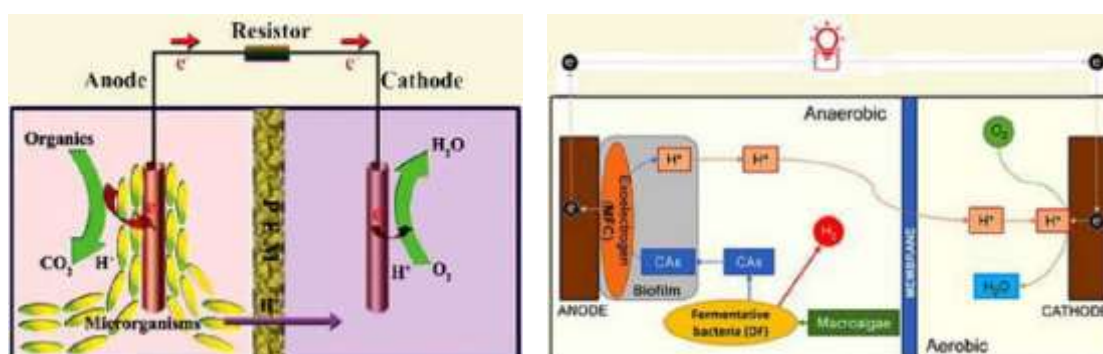 Resistor
e⁻ e⁻
Anode Cathode
Organics
H₂O
e
e
PEM
CO₂ H⁺
H⁺ O₂
H⁺
Microrganisms
e e
Anaerobic
O₂
H⁺ H⁺
Exoelectrogen
(MFC)
e
H⁺ H⁺ e
H₂
CAs CAs
MEMBRANE
H₂O
Biofilm
ANODE CATHODE
Fermentative
bacteria (DF)
Macroalgae
Aerobic